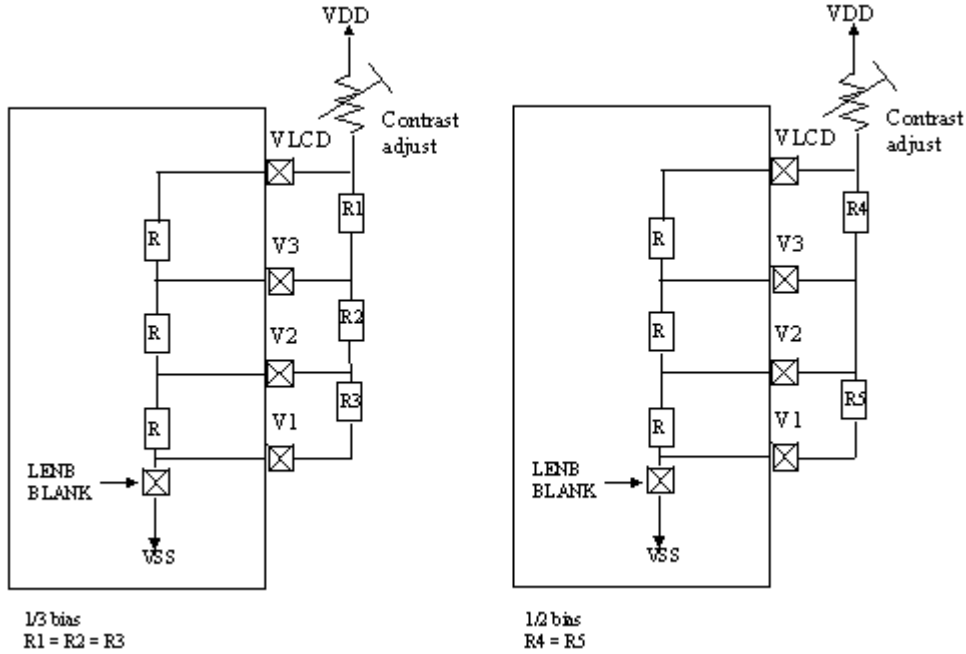 VDD
Contrast
adjust
VLCD
R1
R
V3
R2
R
V2
R3
R
V1
LENB
BLANK
VSS
1/3 bias
R1 = R2 = R3
VDD
Contrast
adjust
VLCD
R4
R
V3
R
V2
R5
R
V1
LENB
BLANK
VSS
1/2 bias
R4 = R5